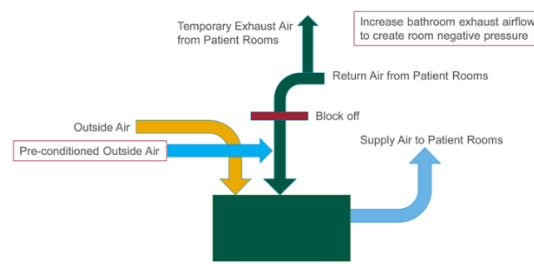 Temporary Exhaust Air
from Patient Rooms
Increase bathroom exhaust airflow
to create room negative pressure
Return Air from Patient Rooms
Block off
Outside Air
Pre-conditioned Outside Air
Supply Air to Patient Rooms